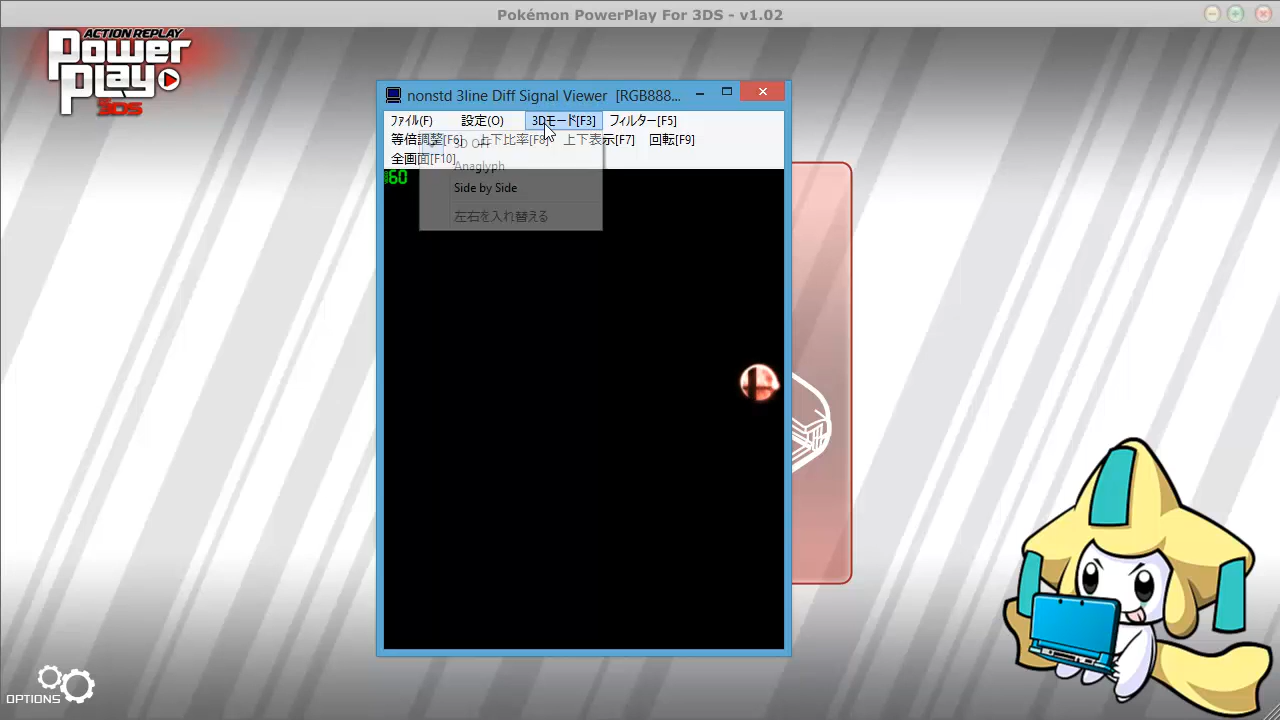 Pokémon PowerPlay For 3DS - v1.02
ACTION REPLAY
Power
Play
3DS
nonstd 3line Diff Signal Viewer [RGB888...
ﾌｧｲﾙ(F) 設定(O) 3Dモード[F3] フィルター[F5]
等倍調整[F6] 上下比率[F8] 上下表示[F7] 回転[F9]
全画面[F10]
3D Off
Anaglyph
Side by Side
左右を入れ替える
60
OPTIONS